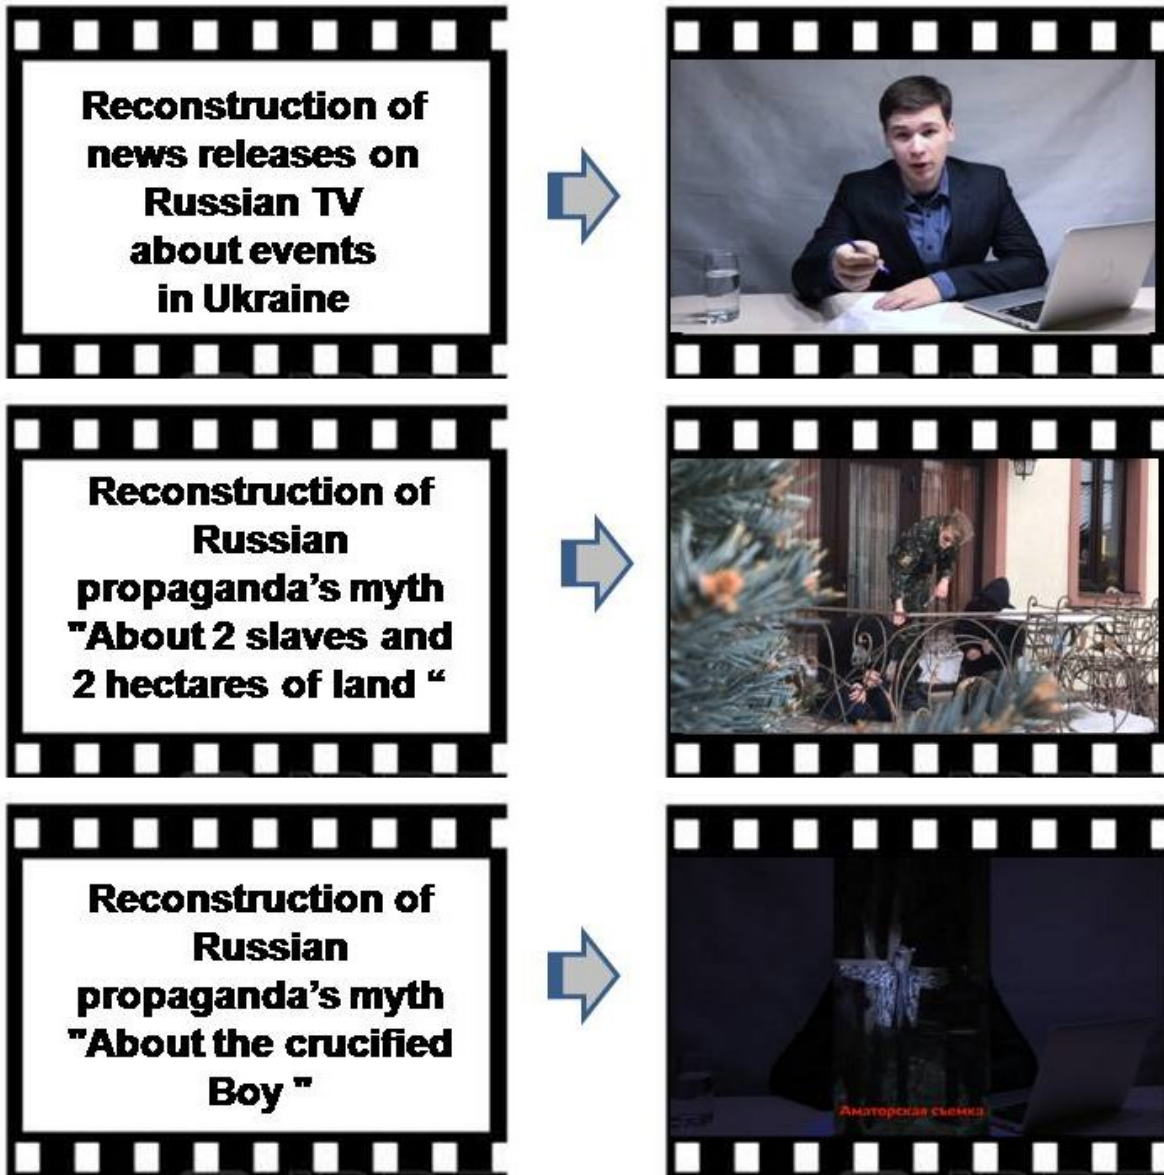 Reconstruction of
news releases on
Russian TV
about events
in Ukraine
Reconstruction of
Russian
propaganda’s myth
"About 2 slaves and
2 hectares of land “
Reconstruction of
Russian
propaganda’s myth
"About the crucified
Boy "
Аматорская съемка